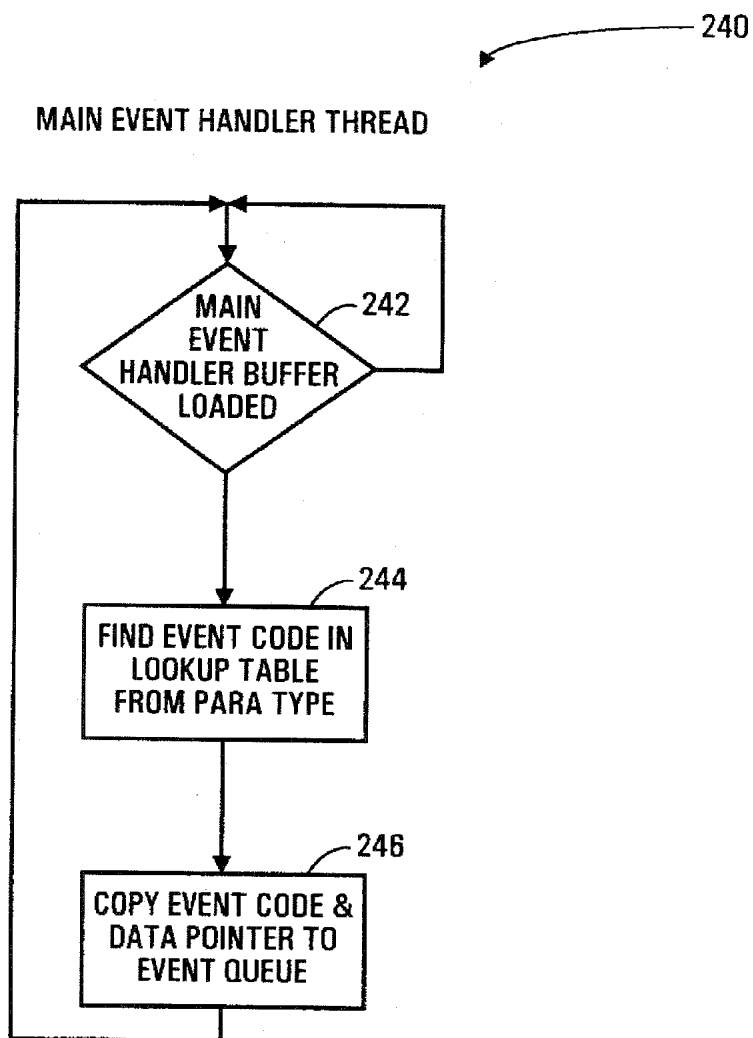 240
MAIN EVENT HANDLER THREAD
MAIN
EVENT
HANDLER BUFFER
LOADED
242
244
FIND EVENT CODE IN
LOOKUP TABLE
FROM PARA TYPE
246
COPY EVENT CODE &
DATA POINTER TO
EVENT QUEUE